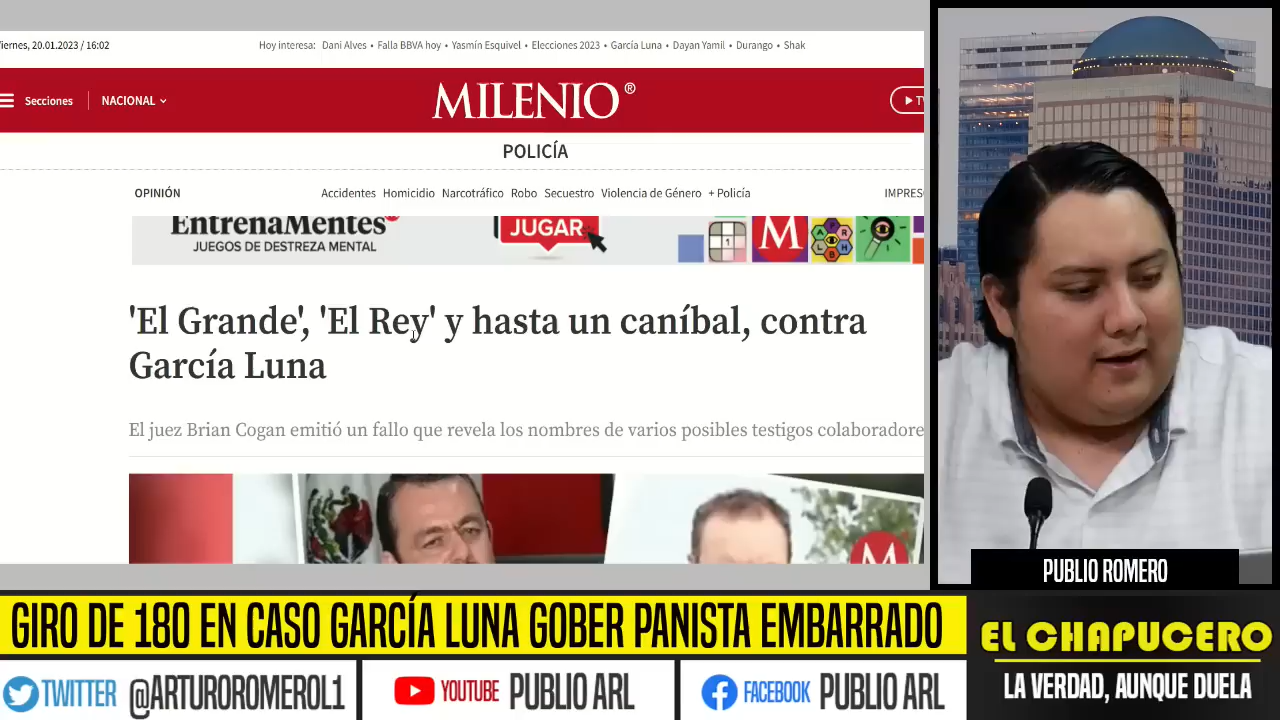 iernes, 20.01.2023 / 16:02
Hoy interesa: Dani Alves • Falla BBVA hoy • Yasmín Esquivel • Elecciones 2023 • García Luna • Dayan Yamil • Durango • Shak
Secciones
NACIONAL
MILENIO®
POLICÍA
OPINIÓN
Accidentes Homicidio Narcotráfico Robo Secuestro Violencia de Género + Policía
IMPRES
EntrenaMentes
JUEGOS DE DESTREZA MENTAL
JUGAR
1
M
'El Grande', 'El Rey' y hasta un caníbal, contra
García Luna
El juez Brian Cogan emitió un fallo que revela los nombres de varios posibles testigos colaboradore
M
PUBLIO ROMERO
GIRO DE 180 EN CASO GARCÍA LUNA GOBER PANISTA EMBARRADO
EL CHAPUCERO
LA VERDAD, AUNQUE DUELA
TWITTER @ARTUROROMEROL1
YOUTUBE PUBLIO ARL
FACEBOOK PUBLIO ARL